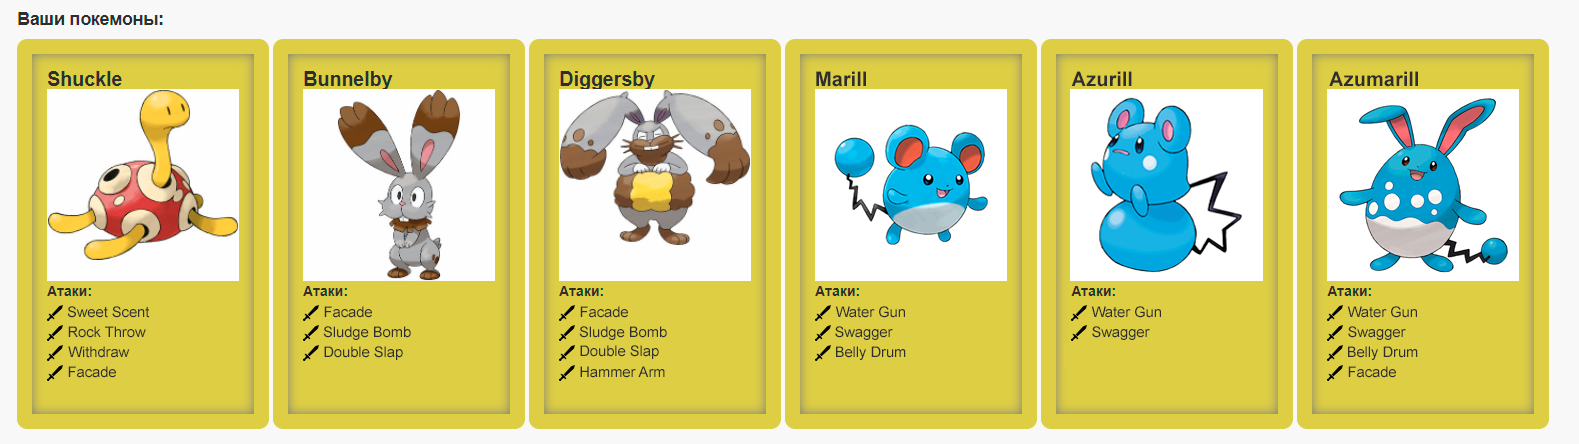 Ваши покемоны:
Shuckle
Атаки:
Sweet Scent
Rock Throw
Withdraw
Facade
Bunnelby
Атаки:
Facade
Sludge Bomb
Double Slap
Diggersby
Атаки:
Facade
Sludge Bomb
Double Slap
Hammer Arm
Marill
Атаки:
Water Gun
Swagger
Belly Drum
Azurill
Атаки:
Water Gun
Swagger
Azumarill
Атаки:
Water Gun
Swagger
Belly Drum
Facade